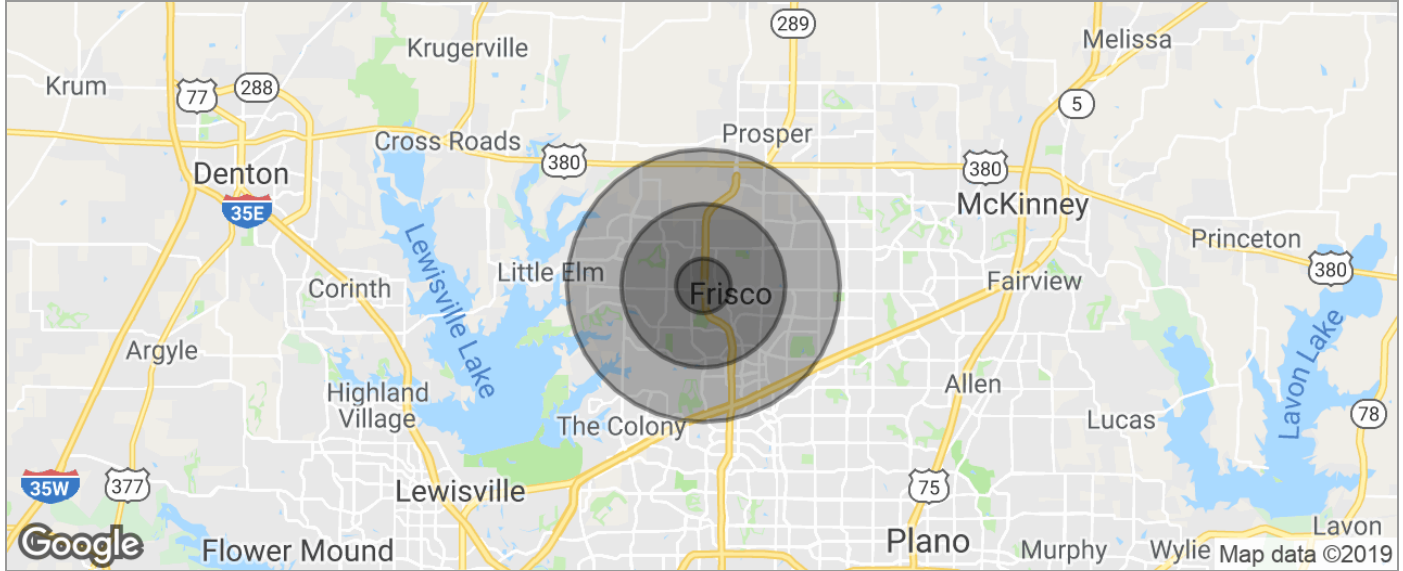 289
Krugerville
Melissa
Krum
77
288
5
Cross Roads
Prosper
380
380
Denton
35E
McKinney
Princeton
Lewisville Lake
Little Elm
Frisco
Fairview
380
Corinth
Argyle
Lavon Lake
Highland
Village
Allen
The Colony
Lucas
78
35W
377
Lewisville
75
Google
Flower Mound
Plano
Murphy
Wylie
Lavon
Map data ©2019